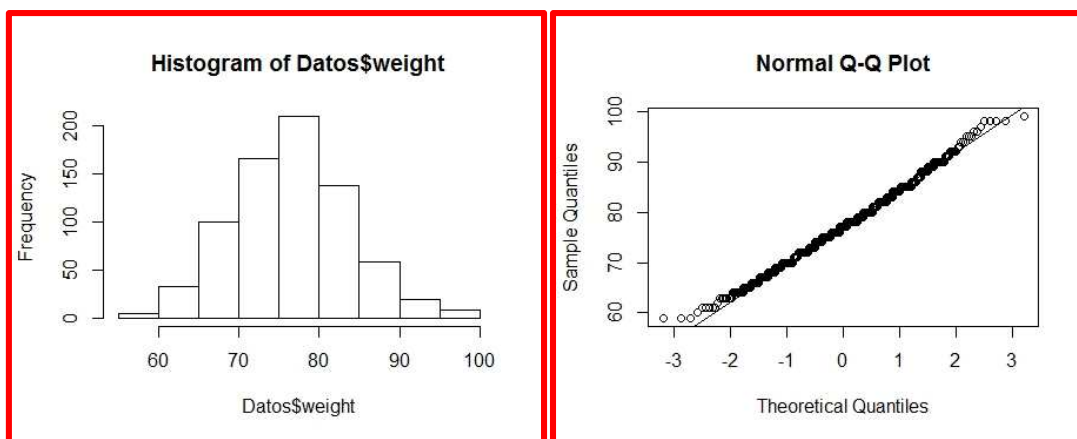 Histogram of Datos$weight
Frequency
0
50
100
150
200
60 70 80 90 100
Datos$weight
Normal Q-Q Plot
Sample Quantiles
60
70
80
90
100
-3 -2 -1 0 1 2 3
Theoretical Quantiles